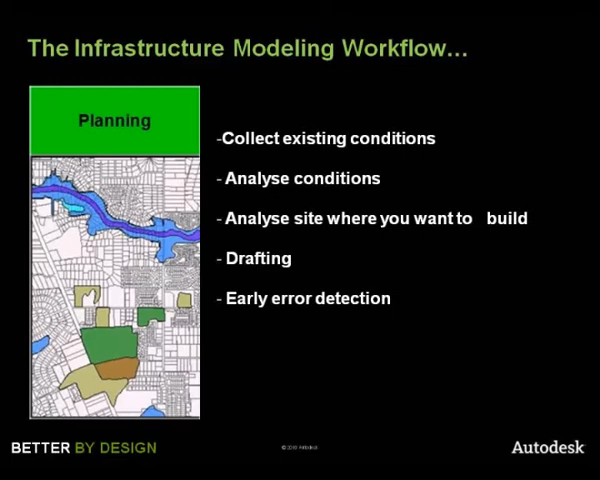 The Infrastructure Modeling Workflow…
Planning
-Collect existing conditions
- Analyse conditions
- Analyse site where you want to build
- Drafting
- Early error detection
BETTER BY DESIGN
Autodesk